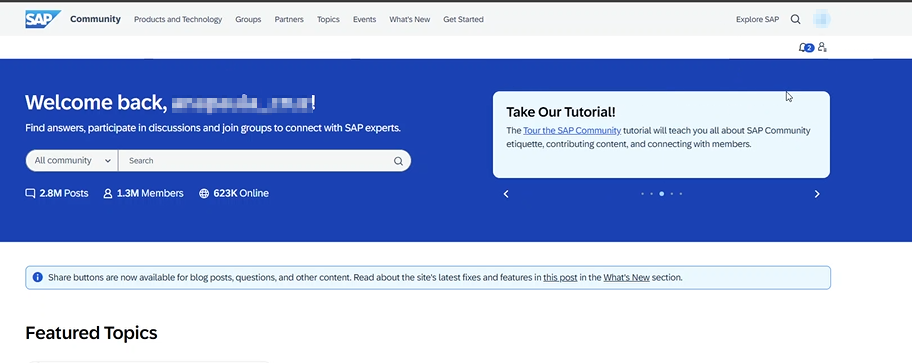 SAP Community Products and Technology Groups Partners Topics Events What's New Get Started Explore SAP
2
Welcome back, !
Find answers, participate in discussions and join groups to connect with SAP experts.
All community Search
2.8M Posts 1.3M Members 623K Online
Take Our Tutorial!
The Tour the SAP Community tutorial will teach you all about SAP Community
etiquette, contributing content, and connecting with members.
Share buttons are now available for blog posts, questions, and other content. Read about the site's latest fixes and features in this post in the What's New section.
Featured Topics